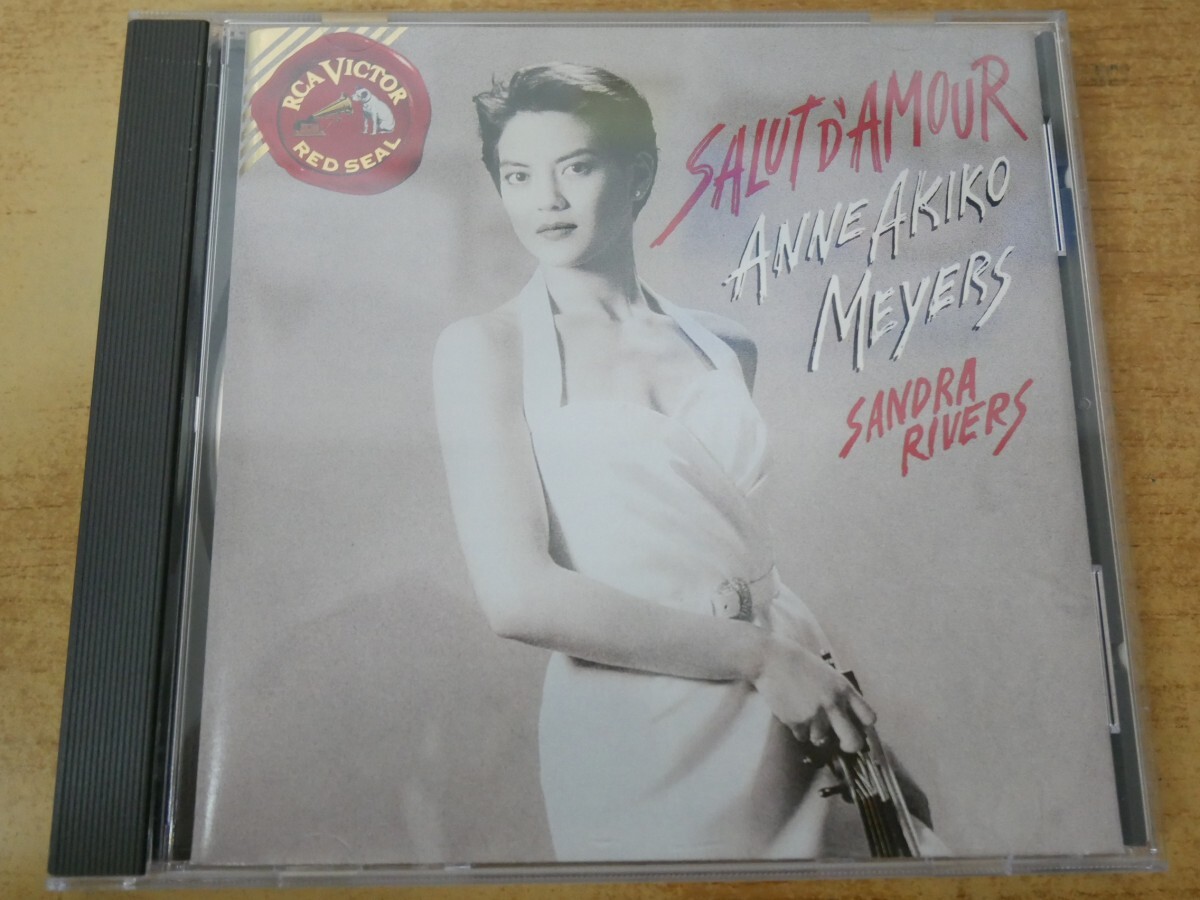 RCA VICTOR
RED SEAL
SALUT D'AMOUR
ANNE AKIKO
MEYERS
SANDRA
RIVERS